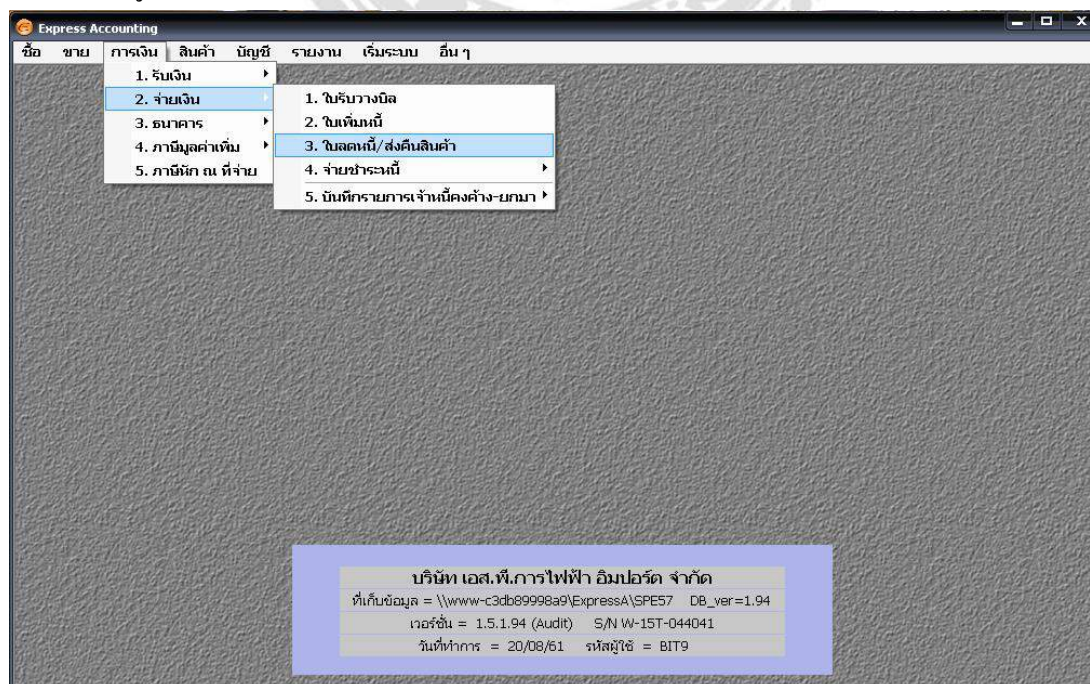 Express Accounting
ซื้อ ขาย การเงิน สินค้า บัญชี รายงาน เริ่มระบบ อื่น ๆ
1. รับเงิน
2. จ่ายเงิน
3. ธนาคาร
4. ภาษีมูลค่าเพิ่ม
5. ภาษีหัก ณ ที่จ่าย
1. ใบรับวางบิล
2. ใบเพิ่มหนี้
3. ใบลดหนี้/ส่งคืนสินค้า
4. จ่ายชำระหนี้
5. บันทึกรายการเจ้าหนี้คงค้าง-ยกมา
บริษัท เอส.พี.การไฟฟ้า อิมปอร์ต จำกัด
ที่เก็บข้อมูล = \\www-c3db89998a9\ExpressA\SPE57 DB_ver=1.94
เวอร์ชั่น = 1.5.1.94 (Audit) S/N W-15T-044041
วันที่ทำการ = 20/08/61 รหัสผู้ใช้ = BIT9